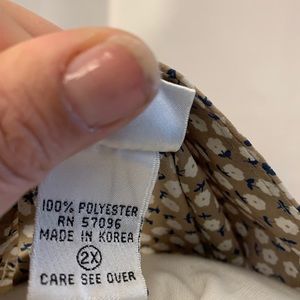 100% POLYESTER
RN 57096
MADE IN KOREA
2X
CARE SEE OVER